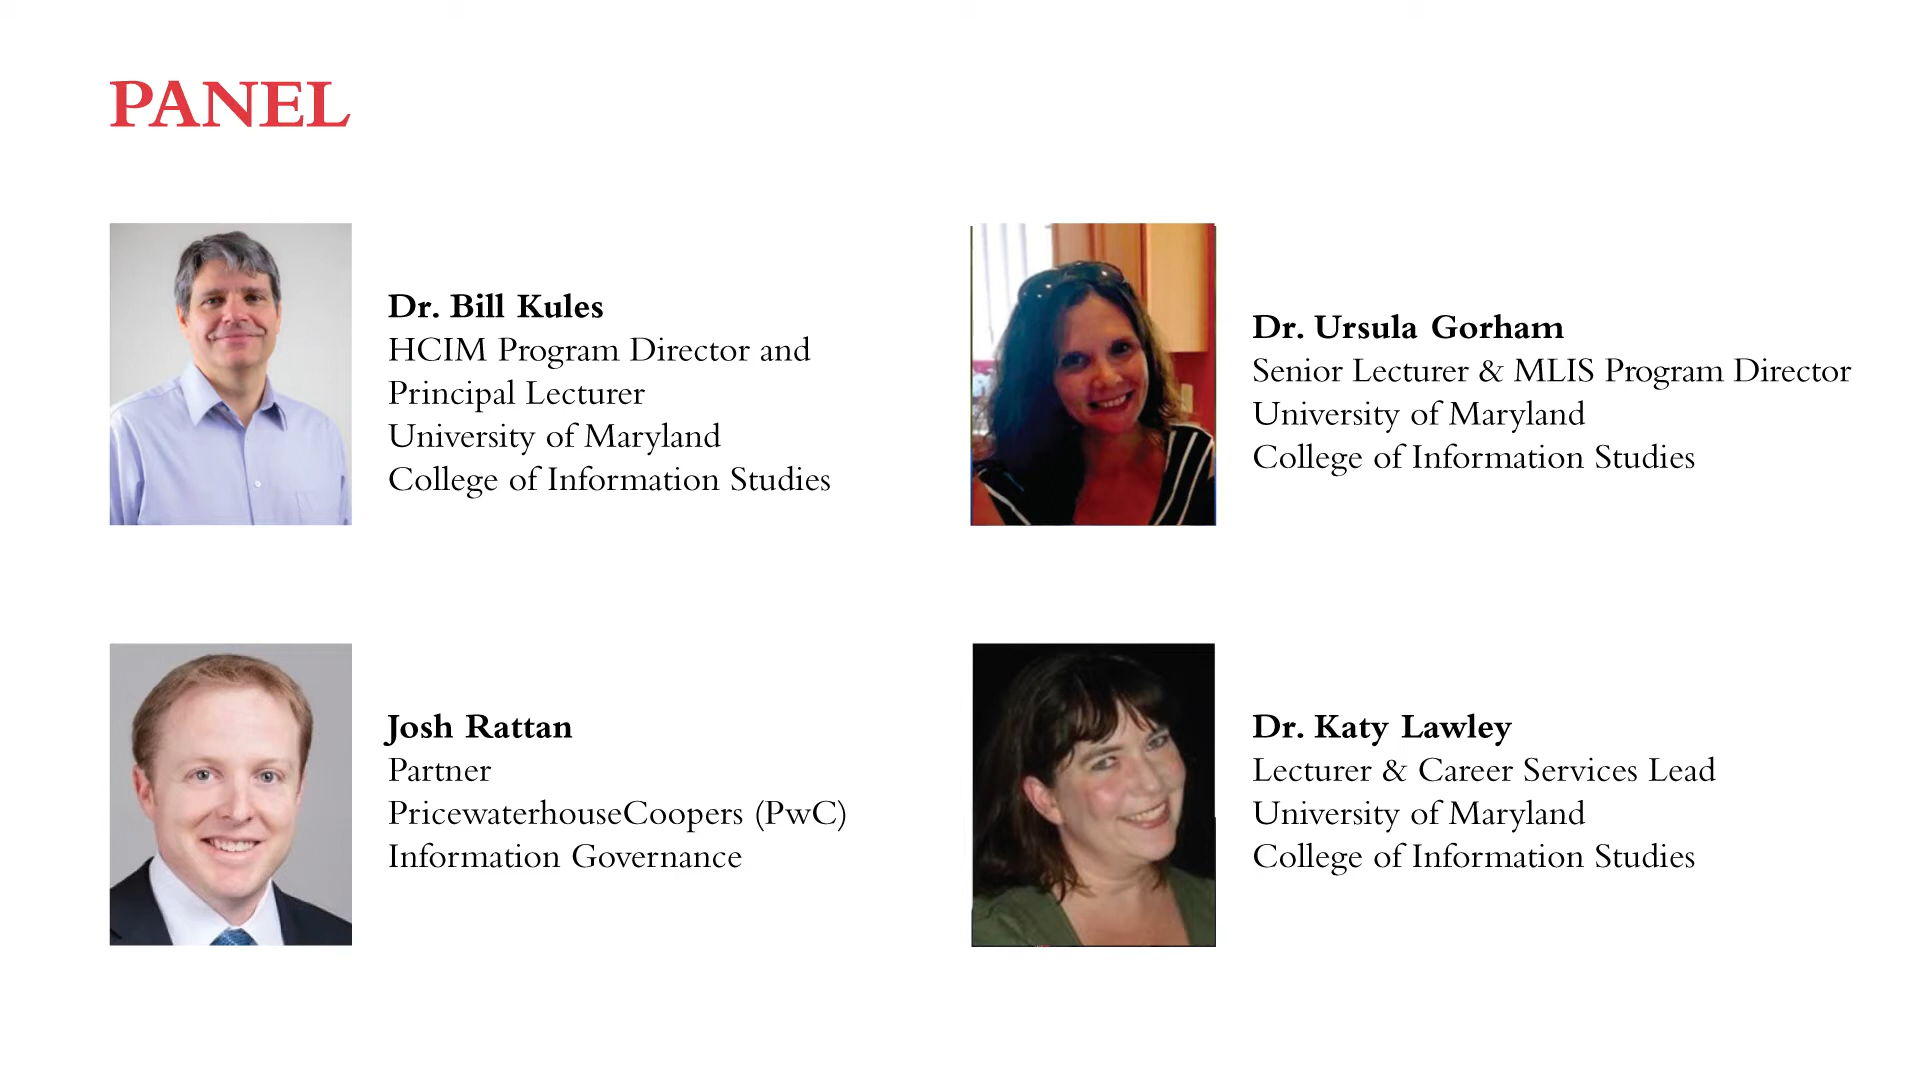 PANEL
Dr. Bill Kules
HCIM Program Director and
Principal Lecturer
University of Maryland
College of Information Studies
Dr. Ursula Gorham
Senior Lecturer & MLIS Program Director
University of Maryland
College of Information Studies
Josh Rattan
Partner
PricewaterhouseCoopers (PwC)
Information Governance
Dr. Katy Lawley
Lecturer & Career Services Lead
University of Maryland
College of Information Studies